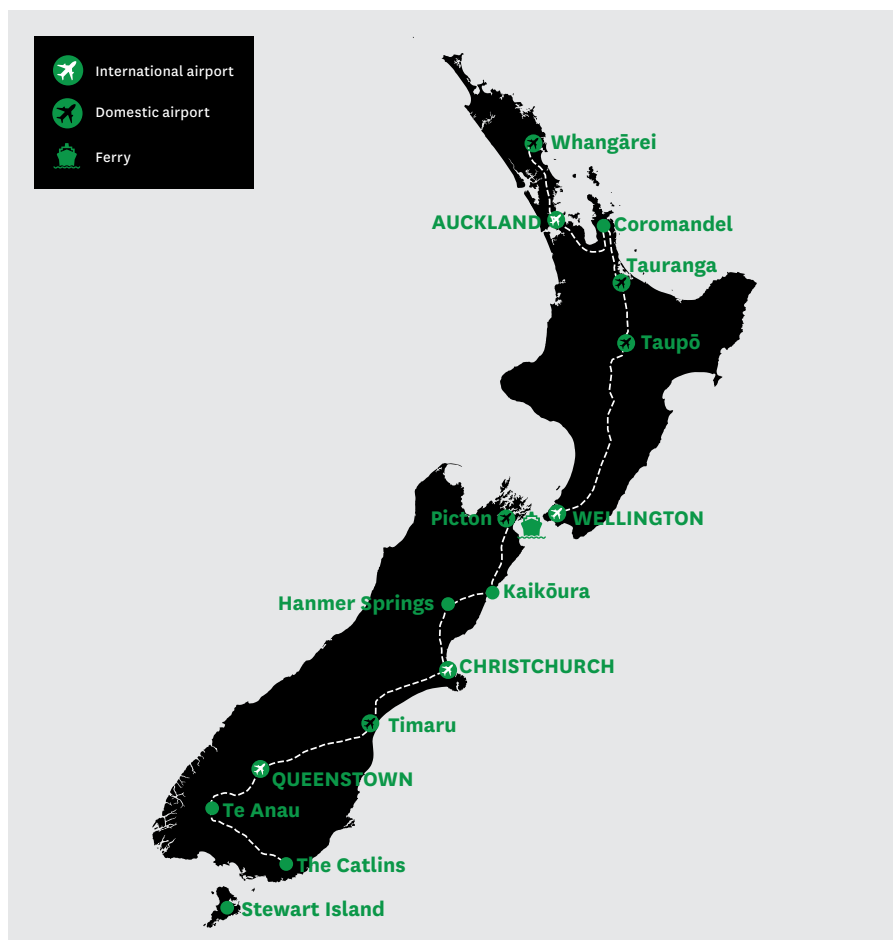 International airport
Domestic airport
Ferry
Whangārei
AUCKLAND
Coromandel
Tauranga
Taupō
Picton
WELLINGTON
Kaikōura
Hanmer Springs
CHRISTCHURCH
Timaru
QUEENSTOWN
Te Anau
The Catlins
Stewart Island